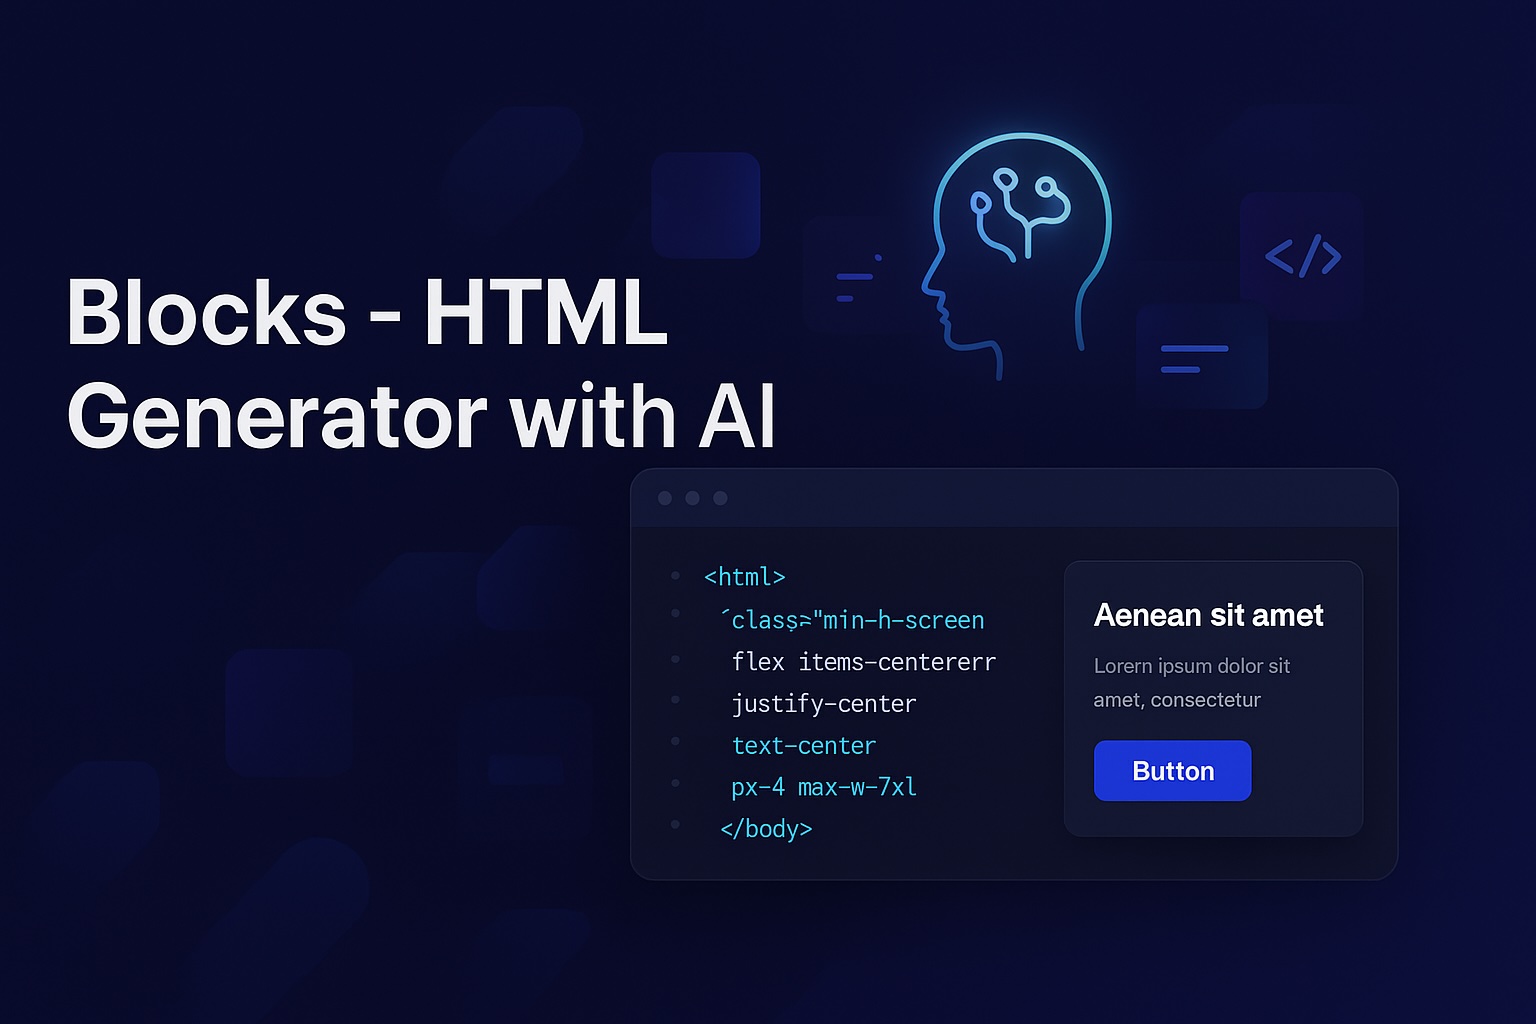 Blocks - HTML
Generator with AI
</>
<html>
´class="min-h-screen
flex items-centererr
justify-center
text-center
px-4 max-w-7xl
</body>
Aenean sit amet
Lorern ipsum dolor sit
amet, consectetur
Button